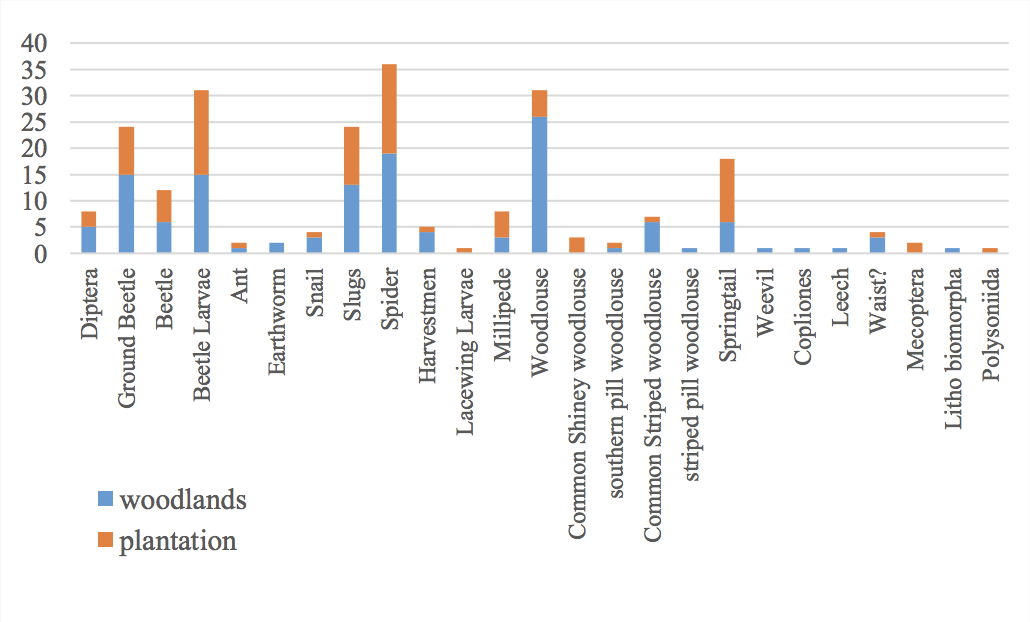 40
35
30
25
20
15
10
5
0
Diptera
Ground Beetle
Beetle
Beetle Larvae
Ant
Earthworm
Snail
Slugs
Spider
Harvestmen
Lacewing Larvae
Millipede
Woodlouse
Common Shiney woodlouse
southern pill woodlouse
Common Striped woodlouse
striped pill woodlouse
Springtail
Weevil
Copliones
Leech
Waist?
Mecoptera
Litho biomorpha
Polysoniida
woodlands
plantation